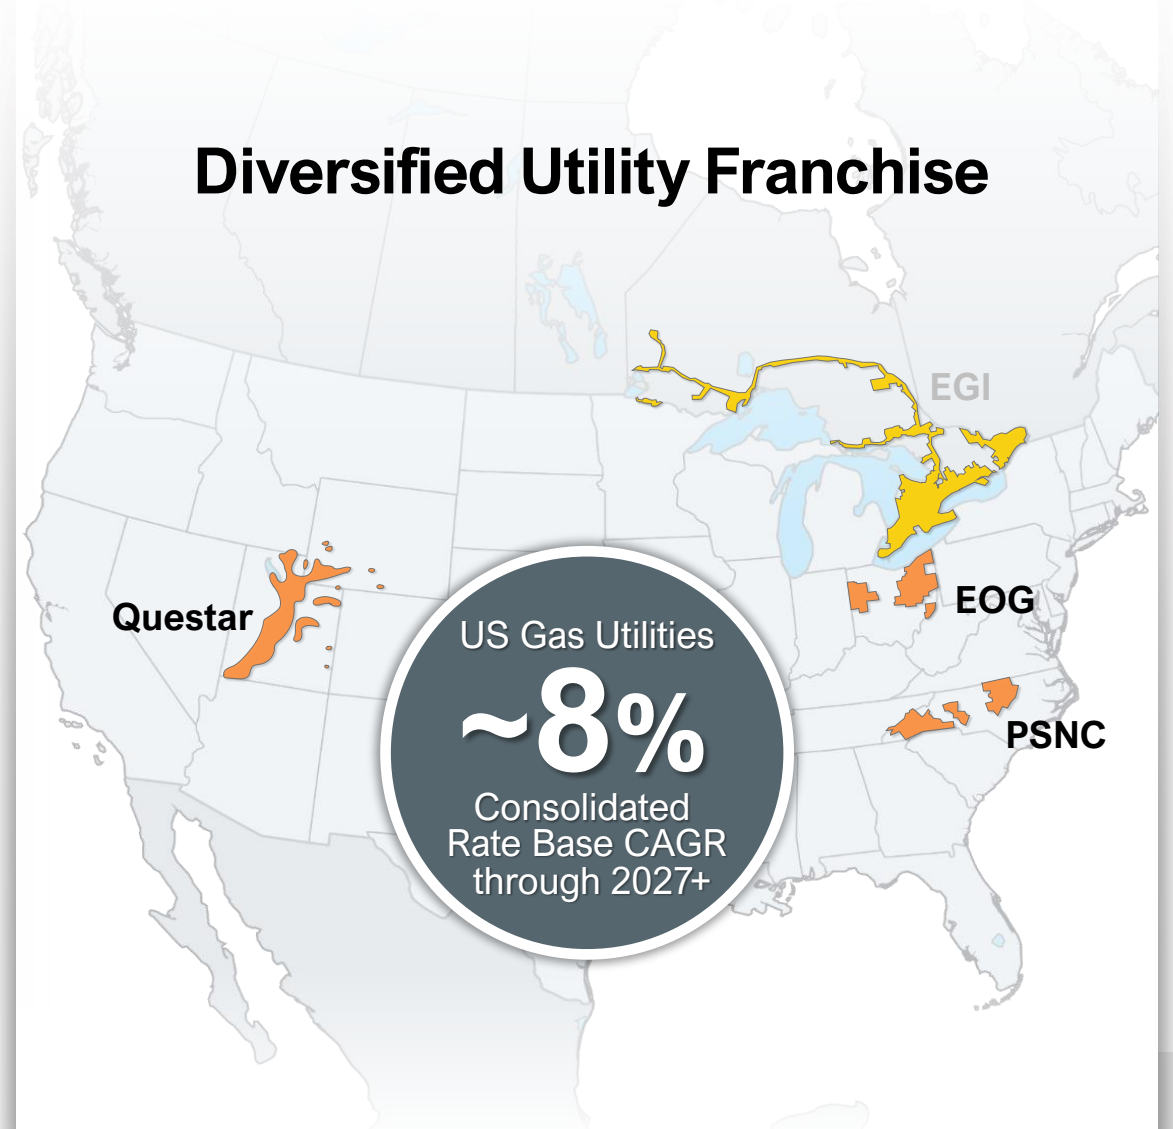 Diversified Utility Franchise
EGI
Questar
EOG
PSNC
US Gas Utilities
~8%
Consolidated
Rate Base CAGR
through 2027+